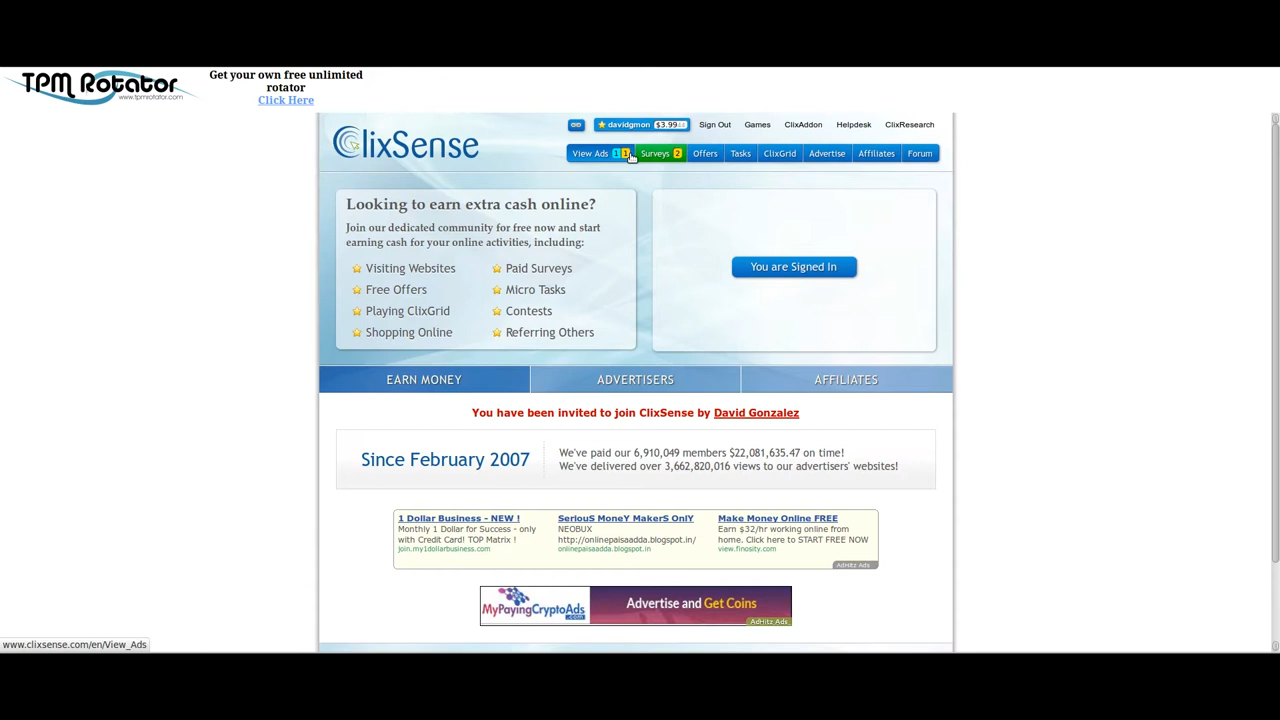 TPM Rotator
www.tpmrotator.com
Get your own free unlimited
rotator
Click Here
ClixSense
davidgmon $3.99
Sign Out Games ClixAddon Helpdesk ClixResearch
View Ads 1 1 Surveys 2 Offers Tasks ClixGrid Advertise Affiliates Forum
Looking to earn extra cash online?
Join our dedicated community for free now and start
earning cash for your online activities, including:
Visiting Websites Paid Surveys
Free Offers Micro Tasks
Playing ClixGrid Contests
Shopping Online Referring Others
You are Signed In
EARN MONEY ADVERTISERS AFFILIATES
You have been invited to join ClixSense by David Gonzalez
Since February 2007
We've paid our 6,910,049 members $22,081,635.47 on time!
We've delivered over 3,662,820,016 views to our advertisers' websites!
1 Dollar Business - NEW !
Monthly 1 Dollar for Success - only
with Credit Card! TOP Matrix !
join.my1dollarbusiness.com
SeriouS MoneY MakerS OnlY
NEOBUX
http://onlinepaisaadda.blogspot.in/
onlinepaisaadda.blogspot.in
Make Money Online FREE
Earn $32/hr working online from
home. Click here to START FREE NOW
view.finosity.com
AdHitz Ads
MyPayingCryptoAds
.com
Advertise and Get Coins
AdHitz Ads
www.clixsense.com/en/View_Ads